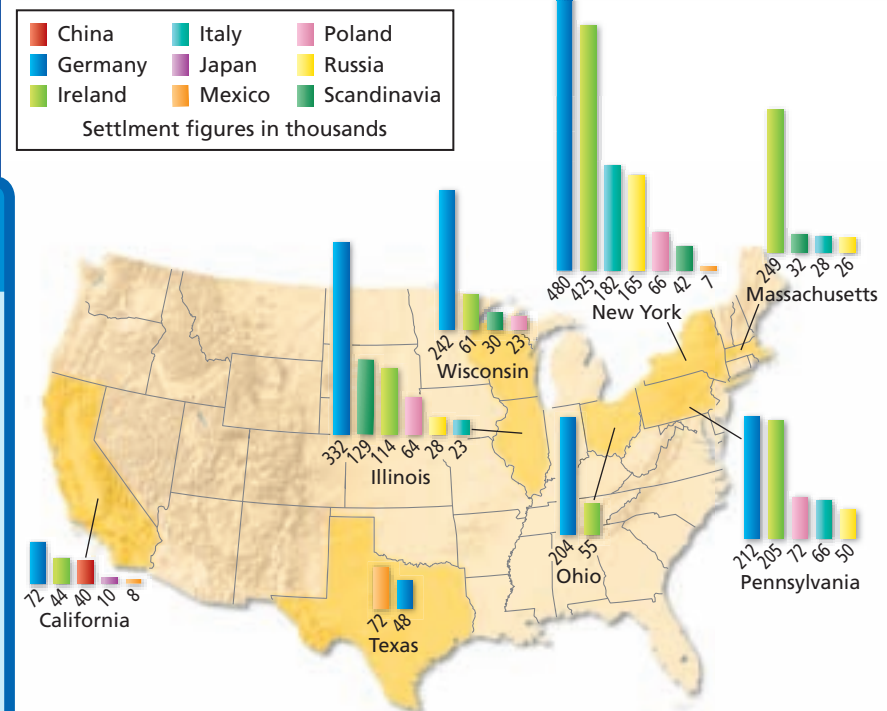 China
Italy
Poland
Germany
Japan
Russia
Ireland
Mexico
Scandinavia
Settlment figures in thousands
480 425 182 165 66 42 7
New York
249 32 28 26
Massachusetts
242 61 30 23
Wisconsin
332 129 114 64 28 23
Illinois
204 55
Ohio
212 205 72 66 50
Pennsylvania
72 44 40 10 8
California
72 48
Texas